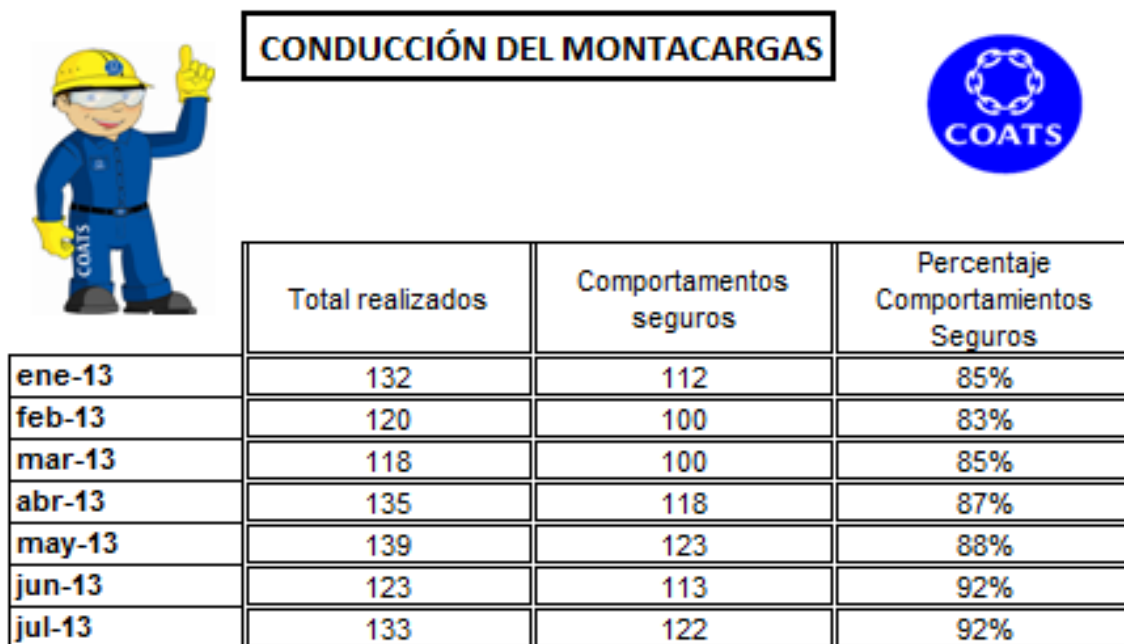 CONDUCCIÓN DEL MONTACARGAS
COATS
COATS
Total realizados
Comportamentos
seguros
Percentaje
Comportamientos
Seguros
ene-13 132 112 85%
feb-13 120 100 83%
mar-13 118 100 85%
abr-13 135 118 87%
may-13 139 123 88%
jun-13 123 113 92%
jul-13 133 122 92%